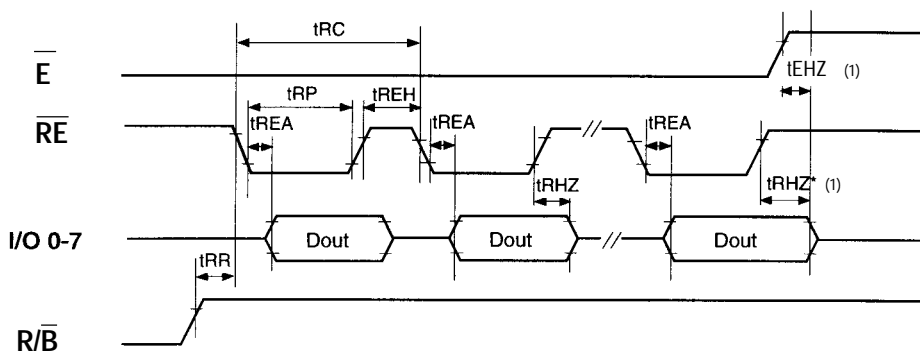 tRC
E
tEHZ (1)
tRP
tREH
tREA
tREA
tREA
RE
tRHZ
tRHZ* (1)
I/O 0-7
Dout
Dout
Dout
tRR
R/B